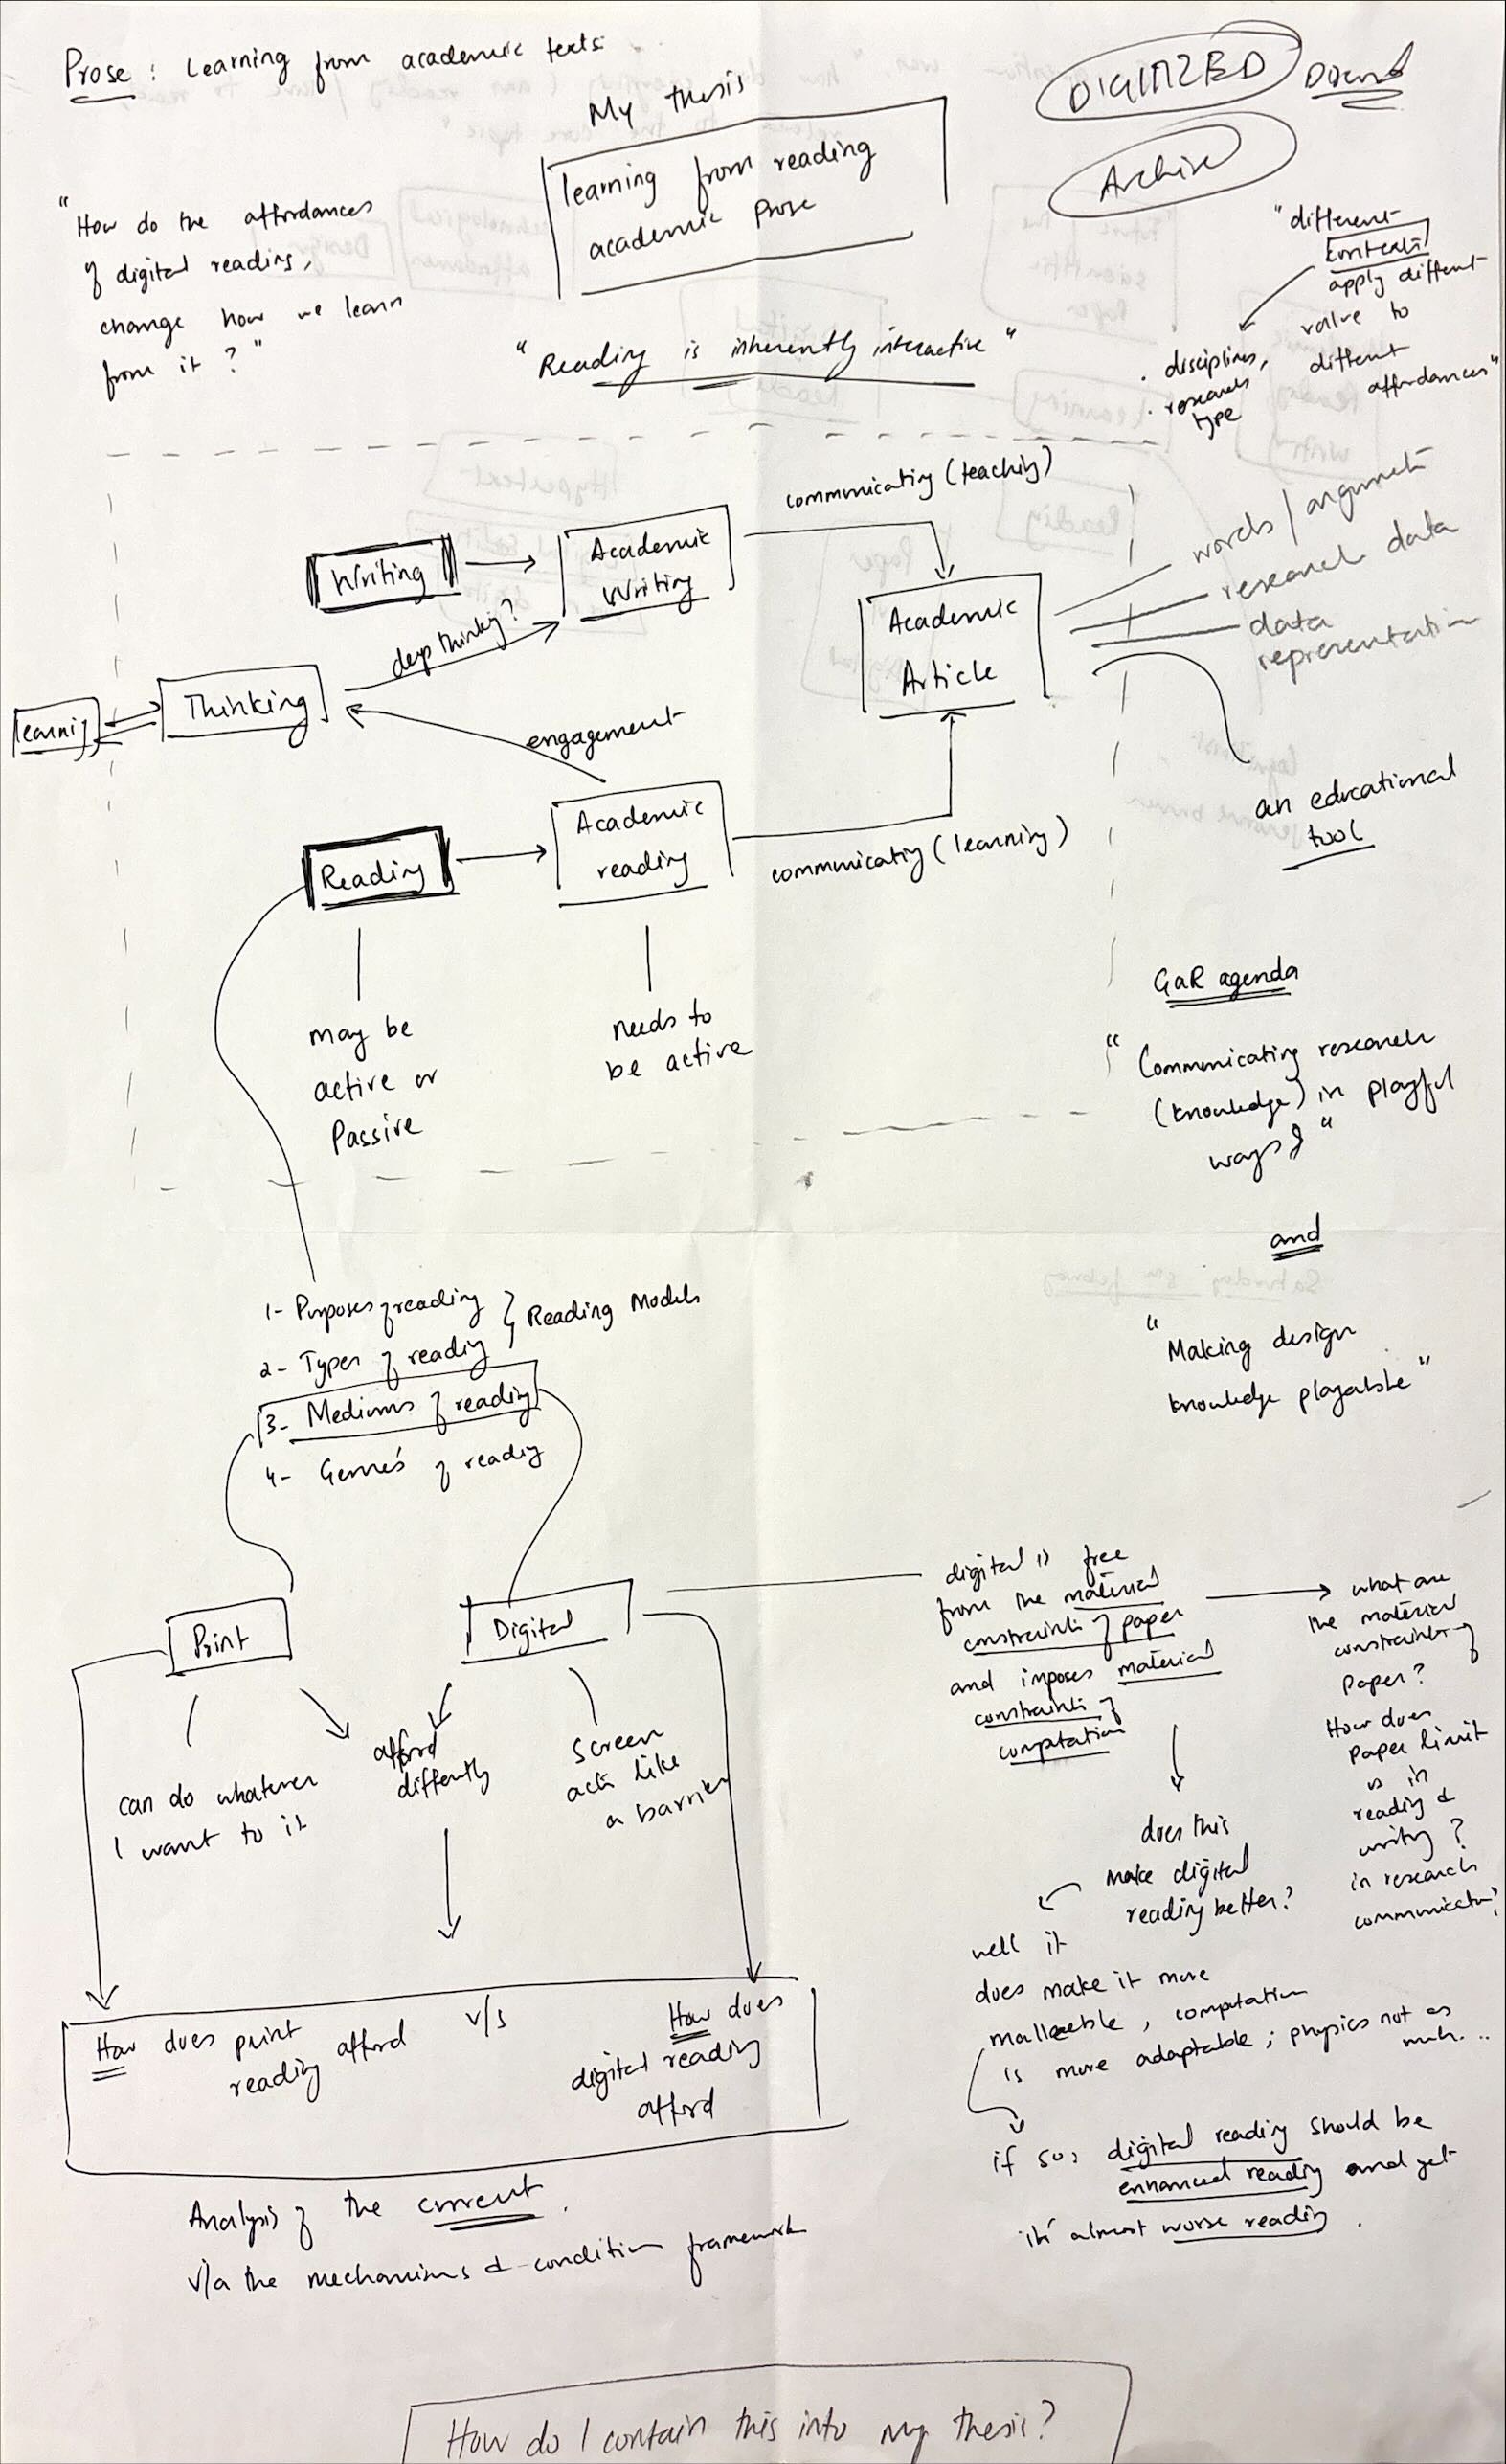 Prose : Learning from academic texts
My thesis
learning from reading
academic prose
DIGITIZED
Archive
"How do the affordances
of digital reading,
change how we learn
from it ? "
" Reading is inherently interactive "
"different
contexts
apply different
value to
different
affordances"
. disciplines,
. research
type
communicating (teaching)
Writing
Academic
Writing
deep thinking?
Academic
Article
words / argument
research data
data
representation
learning
Thinking
engagement
an educational
tool
Reading
Academic
reading
communicating ( learning )
may be
active or
Passive
needs to
be active
GaR agenda
" Communicating research
(knowledge) in playful
ways "
and
" Making design
knowledge playable "
1- Purposes of reading
2- Types of reading
Reading Models
3- Mediums of reading
4- Genre's of reading
Print
Digital
can do whatever
I want to it
afford
differently
screen
acts like
a barrier
digital is free
from the material
constraints of paper
and imposes material
constraints of
computation
what are
the material
constraints of
Paper?
How does
paper limit
us in
reading &
writing ?
in research
communication?
does this
make digital
reading better?
well it
does make it more
malleable , computation
is more adaptable ; physics not as
much. ..
if so, digital reading should be
enhanced reading and yet
it's almost worse reading .
How does print
reading afford
v/s
How does
digital reading
afford
Analysis of the current .
v/a the mechanisms & condition framework
How do I contain this into my thesis?